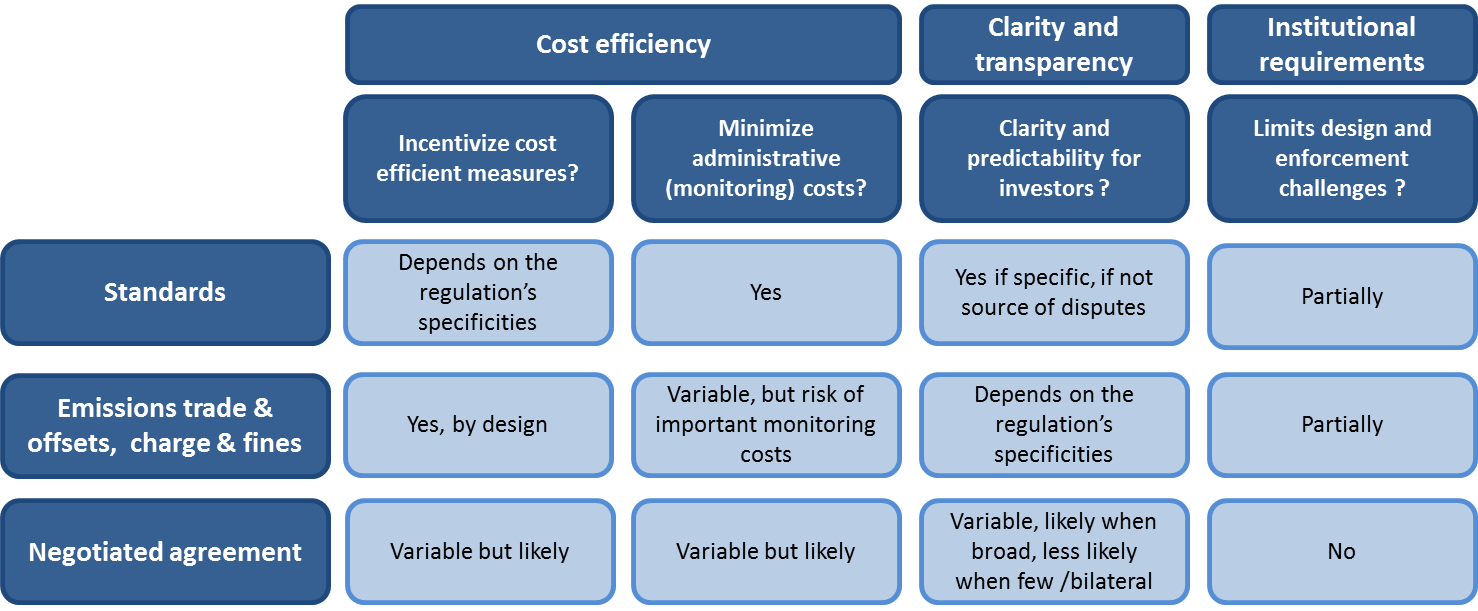 Cost efficiency
Clarity and
transparency
Institutional
requirements
Incentivize cost
efficient measures?
Minimize
administrative
(monitoring) costs?
Clarity and
predictability for
investors ?
Limits design and
enforcement
challenges ?
Standards
Depends on the
regulation’s
specificities
Yes
Yes if specific, if not
source of disputes
Partially
Emissions trade &
offsets, charge & fines
Yes, by design
Variable, but risk of
important monitoring
costs
Depends on the
regulation’s
specificities
Partially
Negotiated agreement
Variable but likely
Variable but likely
Variable, likely when
broad, less likely
when few /bilateral
No